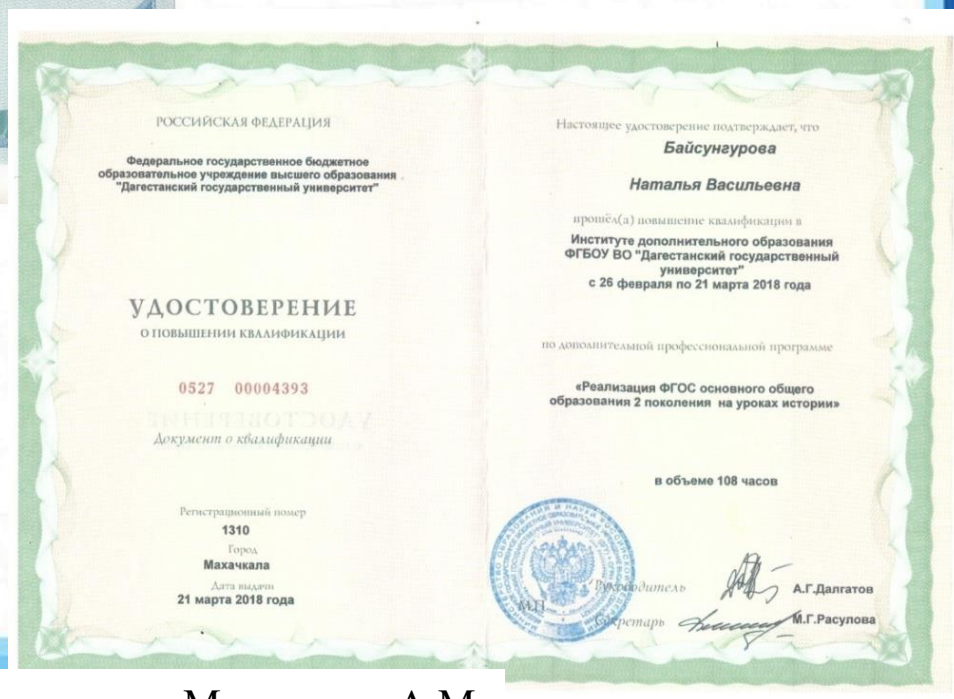 РОССИЙСКАЯ ФЕДЕРАЦИЯ
Федеральное государственное бюджетное
образовательное учреждение высшего образования
"Дагестанский государственный университет"
УДОСТОВЕРЕНИЕ
О ПОВЫШЕНИИ КВАЛИФИКАЦИИ
0527 00004393
Документ о квалификации
Регистрационный номер
1310
Город
Махачкала
Дата выдачи
21 марта 2018 года
Настоящее удостоверение подтверждает, что
Байсунгурова
Наталья Васильевна
прошёл(а) повышение квалификации в
Институте дополнительного образования
ФГБОУ ВО "Дагестанский государственный
университет"
с 26 февраля по 21 марта 2018 года
по дополнительной профессиональной программе
«Реализация ФГОС основного общего
образования 2 поколения на уроках истории»
в объеме 108 часов
Руководитель А.Г.Далгатов
М.П.
Секретарь М.Г.Расулова